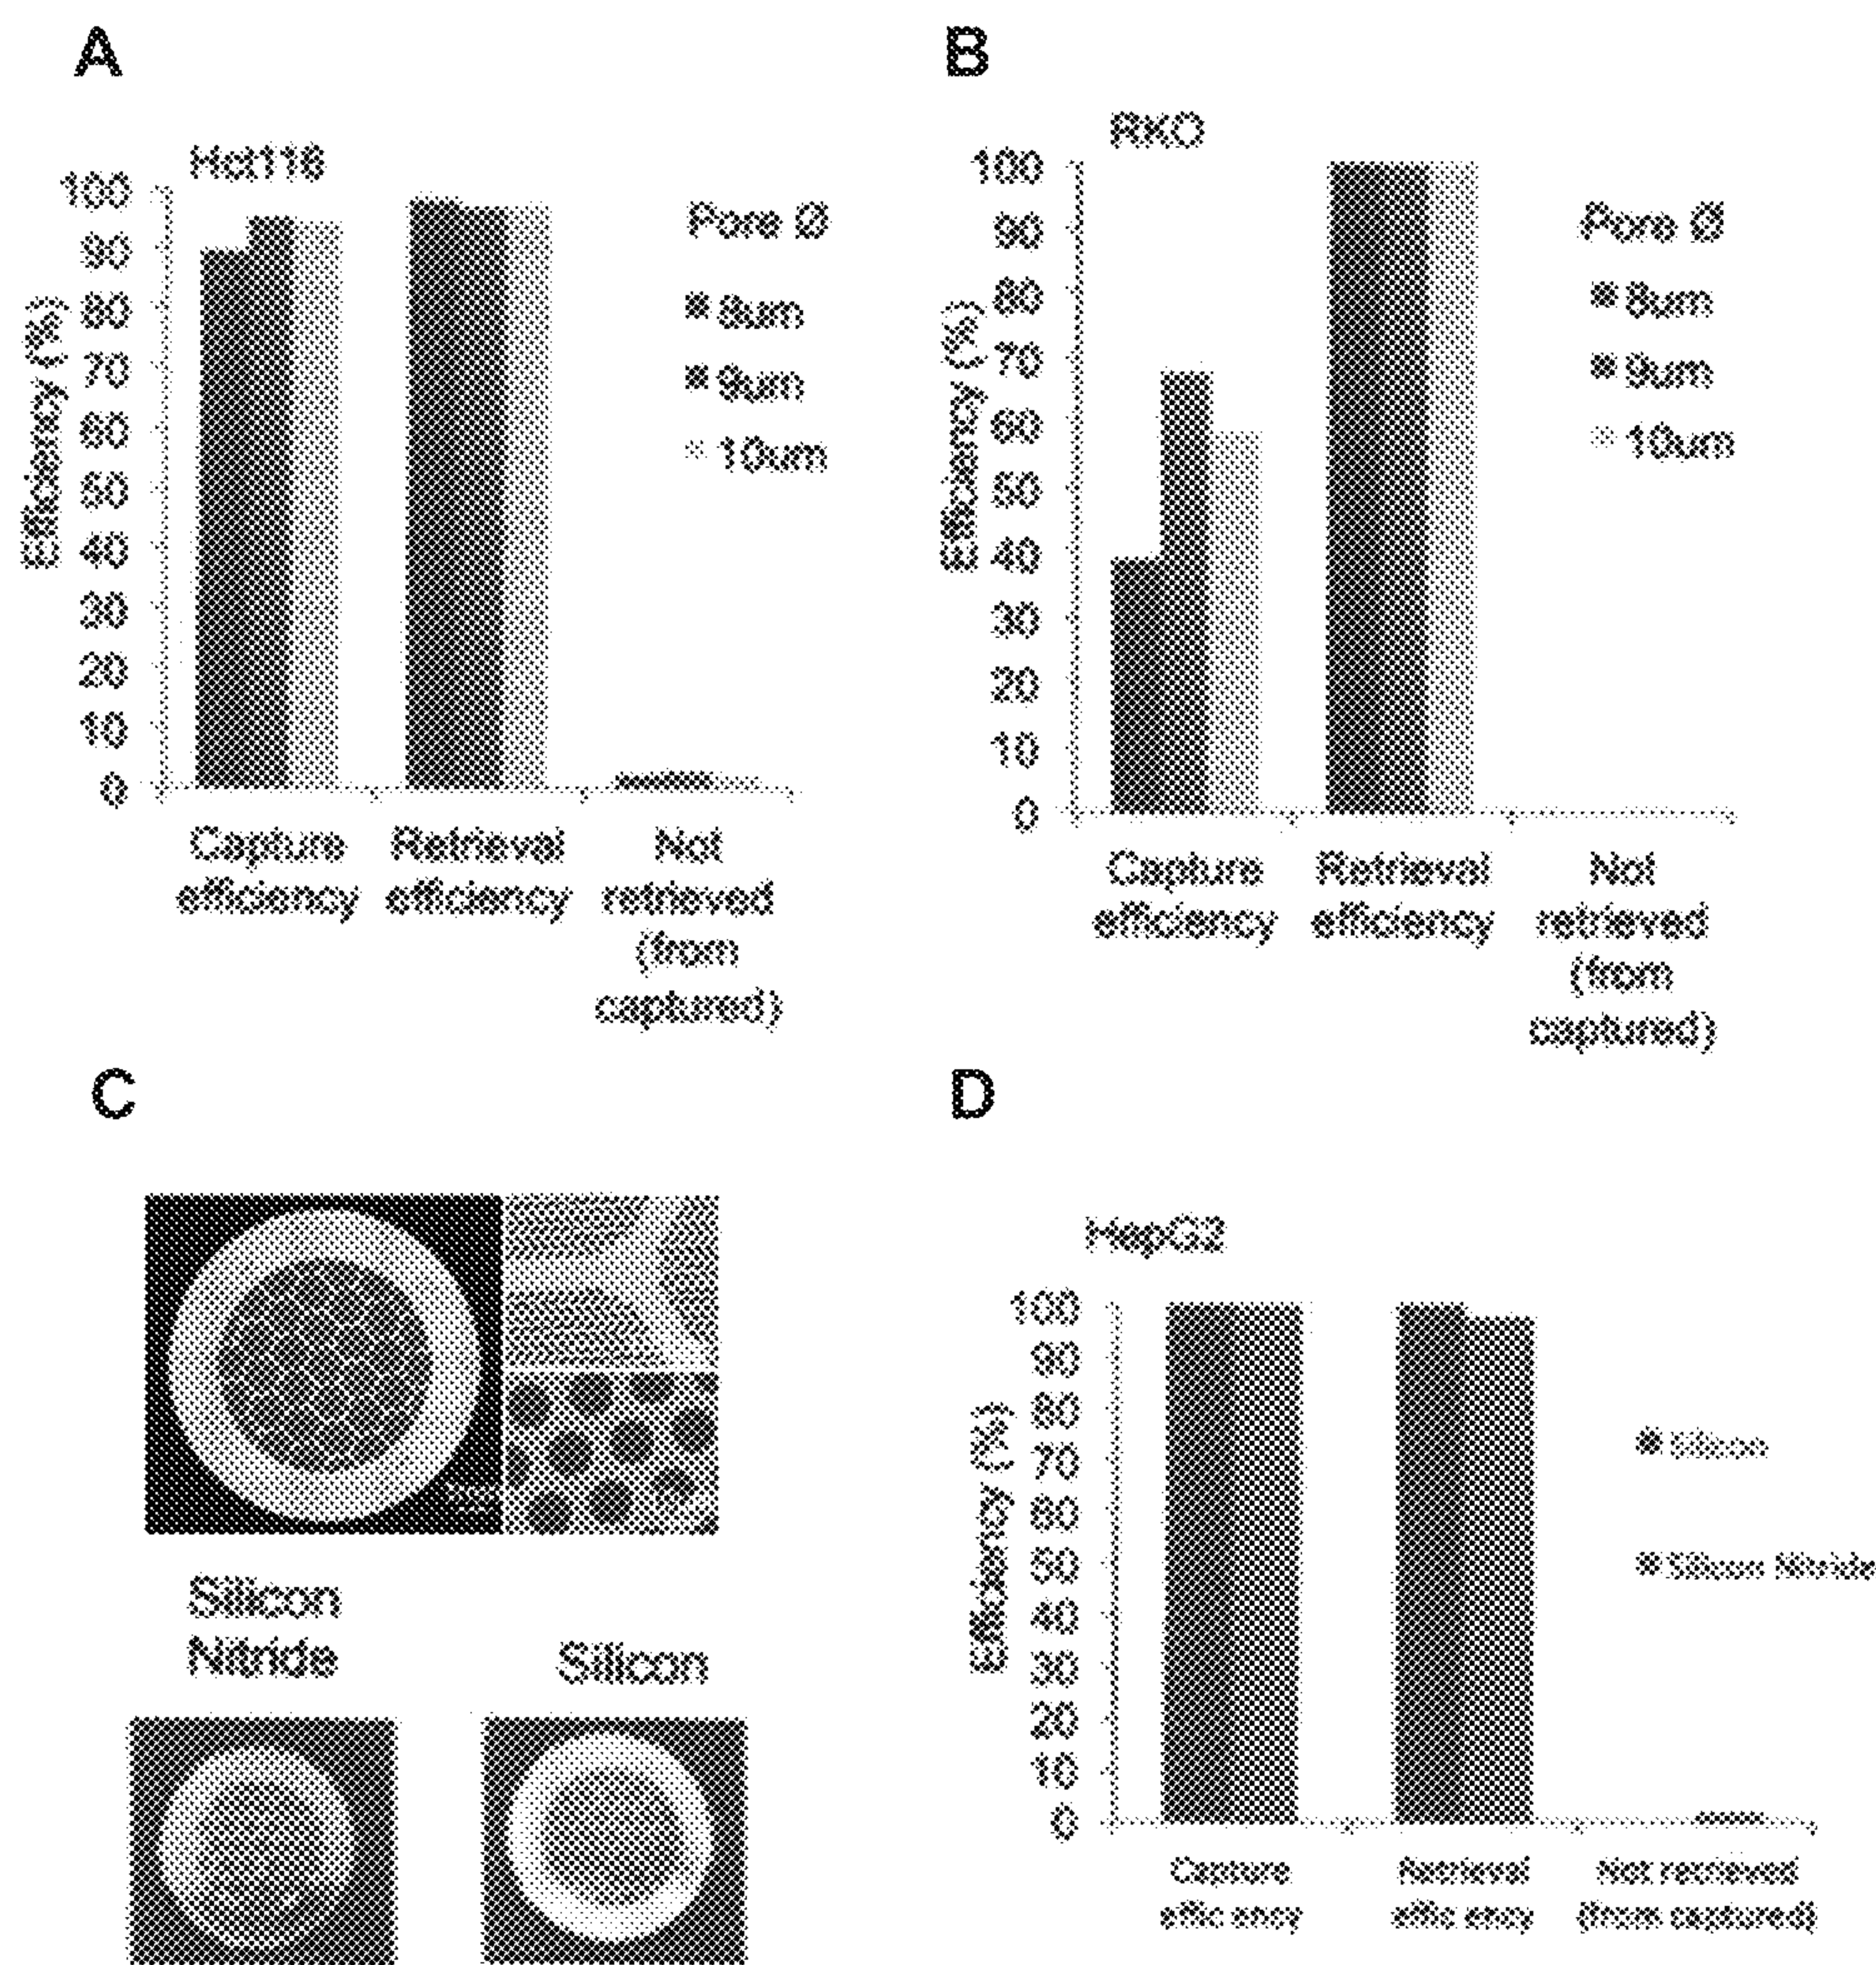 A
Hct116
100
90
80
70
60
50
40
30
20
10
0
Efficiency (%)
Pore Ø
8um
9um
10um
Capture efficiency
Retrieval efficiency
Not retrieved (from captured)
B
RKO
100
90
80
70
60
50
40
30
20
10
0
Efficiency (%)
Pore Ø
8um
9um
10um
Capture efficiency
Retrieval efficiency
Not retrieved (from captured)
C
Silicon
Nitride
Silicon
D
HepG2
100
90
80
70
60
50
40
30
20
10
0
Efficiency (%)
Silicon
Silicon Nitride
Capture efficiency
Retrieval efficiency
Not retrieved (from captured)